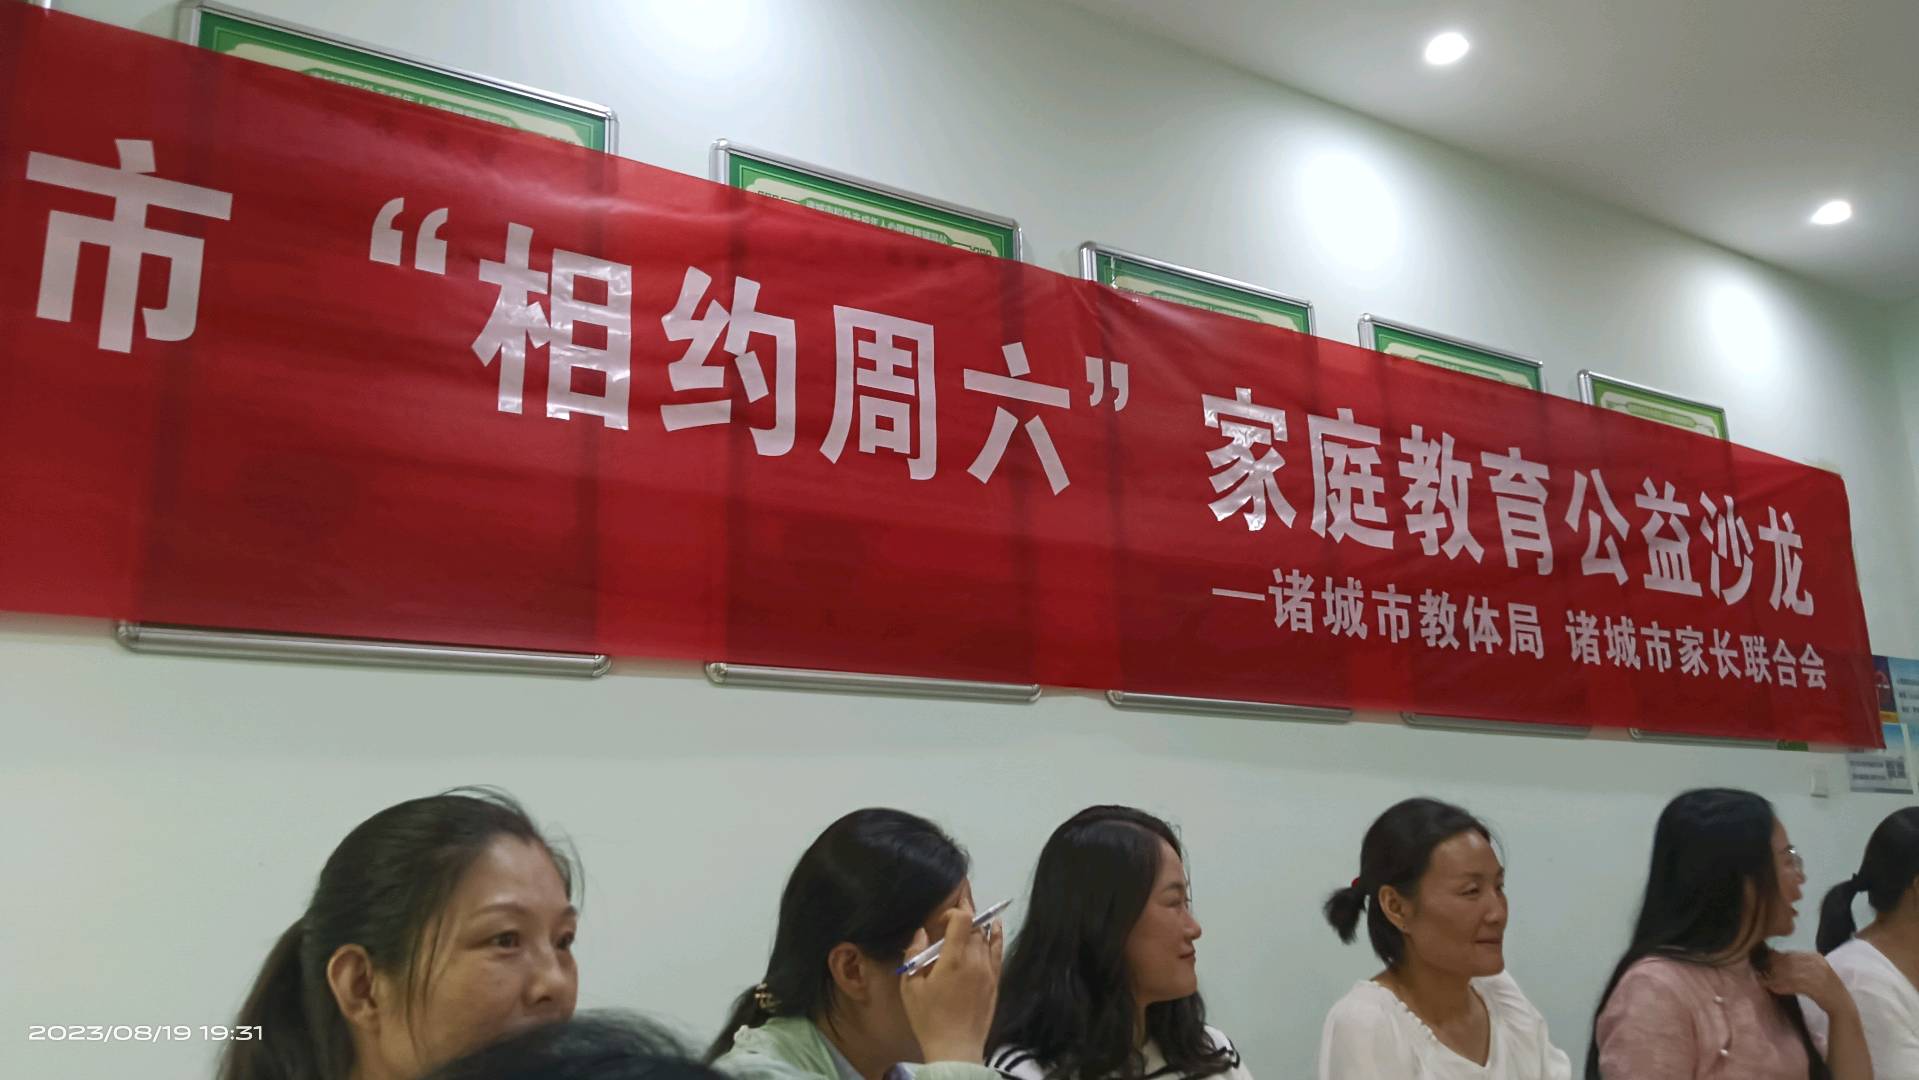 市“相约周六”家庭教育公益沙龙
—诸城市教体局 诸城市家长联合会
2023/08/19 19:31